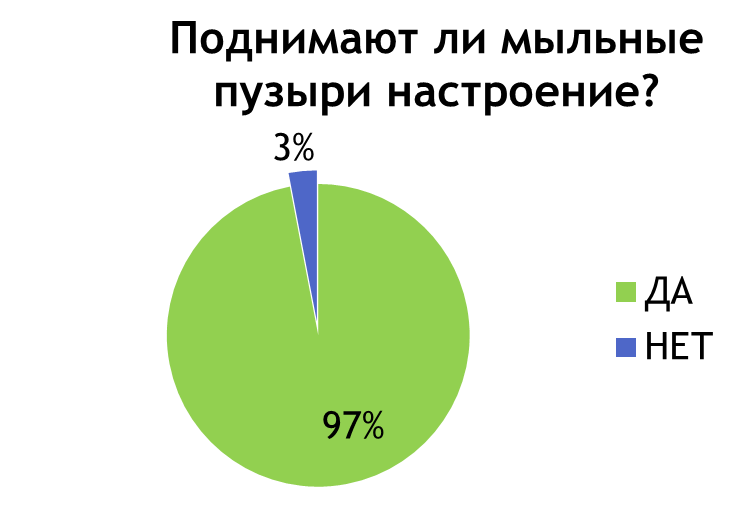 Поднимают ли мыльные
пузыри настроение?
3%
ДА
НЕТ
97%